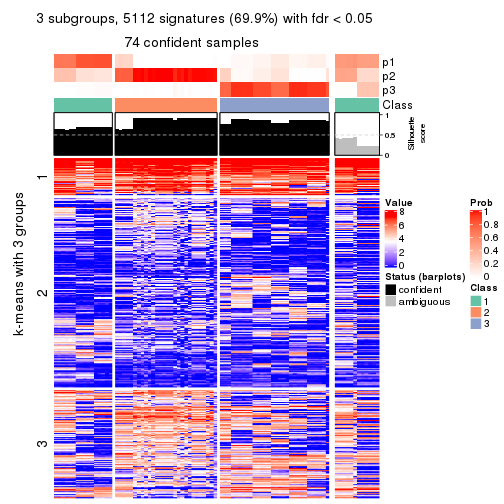 3 subgroups, 5112 signatures (69.9%) with fdr < 0.05
74 confident samples
p1
p2
p3
Class
1
0.5
0
Silhouette
score
k-means with 3 groups
1
2
3
Value
8
6
4
2
0
Status (barplots)
confident
ambiguous
Prob
1
0.8
0.6
0.4
0.2
0
Class
1
2
3